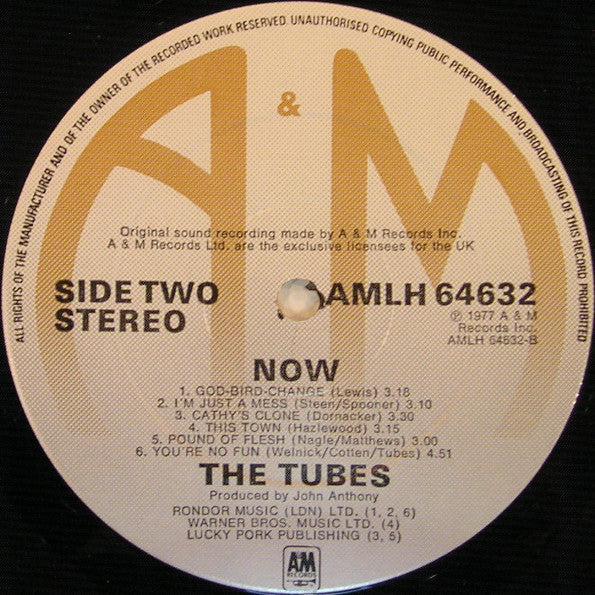 ALL RIGHTS OF THE MANUFACTURER AND OF THE OWNER OF THE RECORDED WORK RESERVED. UNAUTHORISED COPYING PUBLIC PERFORMANCE AND BROADCASTING OF THIS RECORD PROHIBITED
A & M
Original sound recording made by A & M Records Inc.
A & M Records Ltd. are the exclusive licensees for the UK
SIDE TWO
STEREO
AMLH 64632
℗ 1977 A & M
Records Inc.
AMLH 64632-B
NOW
1. GOD-BIRD-CHANGE (Lewis) 3.18
2. I'M JUST A MESS (Steen/Spooner) 3.10
3. CATHY'S CLONE (Dornacker) 3.30
4. THIS TOWN (Hazlewood) 3.15
5. POUND OF FLESH (Nagle/Matthews) 3.00
6. YOU'RE NO FUN (Welnick/Cotten/Tubes) 4.51
THE TUBES
Produced by John Anthony
RONDOR MUSIC (LDN) LTD. (1, 2, 6)
WARNER BROS. MUSIC LTD. (4)
LUCKY PORK PUBLISHING (3, 5)
A&M
RECORDS